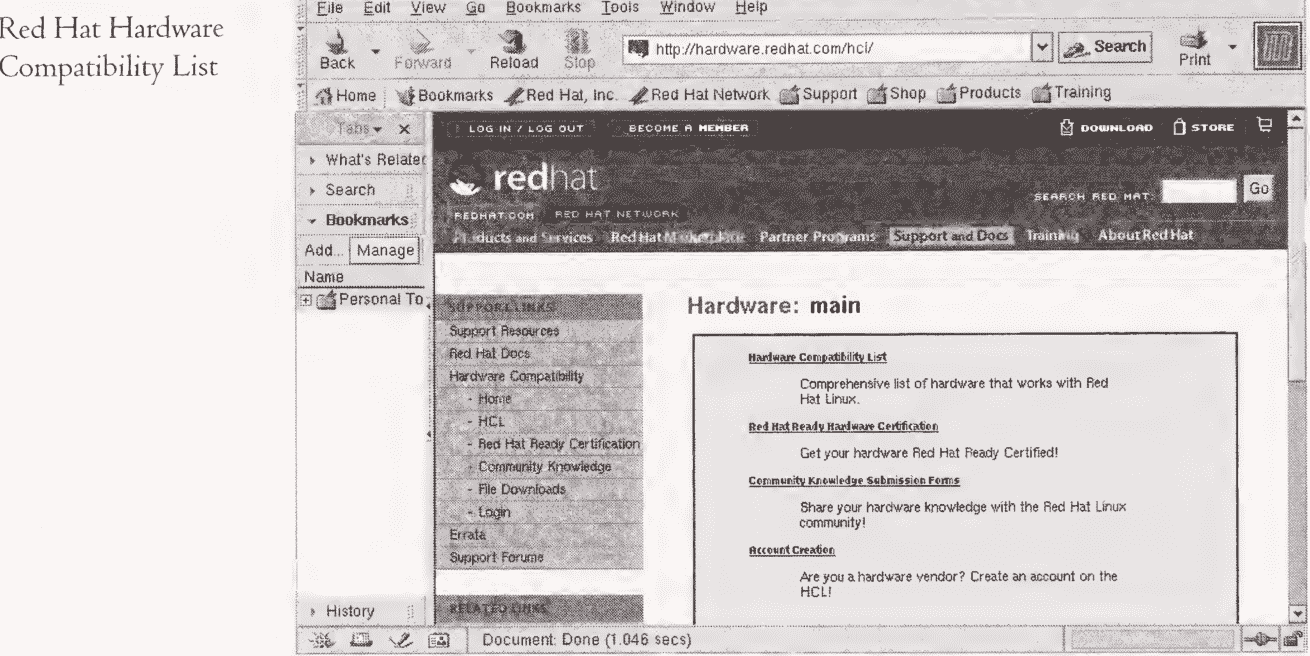 Red Hat Hardware
Compatibility List
File Edit View Go Bookmarks Tools Window Help
Back Forward Reload Stop http://hardware.redhat.com/hcl/ Search Print
Home Bookmarks Red Hat, Inc. Red Hat Network Support Shop Products Training
Tabs
What's Relate
Search
Bookmarks
Add... Manage
Name
Personal To
History
LOG IN / LOG OUT BECOME A MEMBER DOWNLOAD STORE
redhat
SEARCH RED HAT: Go
REDHAT.COM RED HAT NETWORK
Products and Services Red Hat Partner Programs Support and Docs Training About Red Hat
SUPPORT LINKS
Support Resources
Red Hat Docs
Hardware Compatibility
- Home
- HCL
- Red Hat Ready Certification
- Community Knowledge
- File Downloads
- Login
Errata
Support Forums
RELATED LINKS
Hardware: main
Hardware Compatibility List
Comprehensive list of hardware that works with Red
Hat Linux.
Red Hat Ready Hardware Certification
Get your hardware Red Hat Ready Certified!
Community Knowledge Submission Forms
Share your hardware knowledge with the Red Hat Linux
community!
Account Creation
Are you a hardware vendor? Create an account on the
HCL!
Document: Done (1.046 secs)